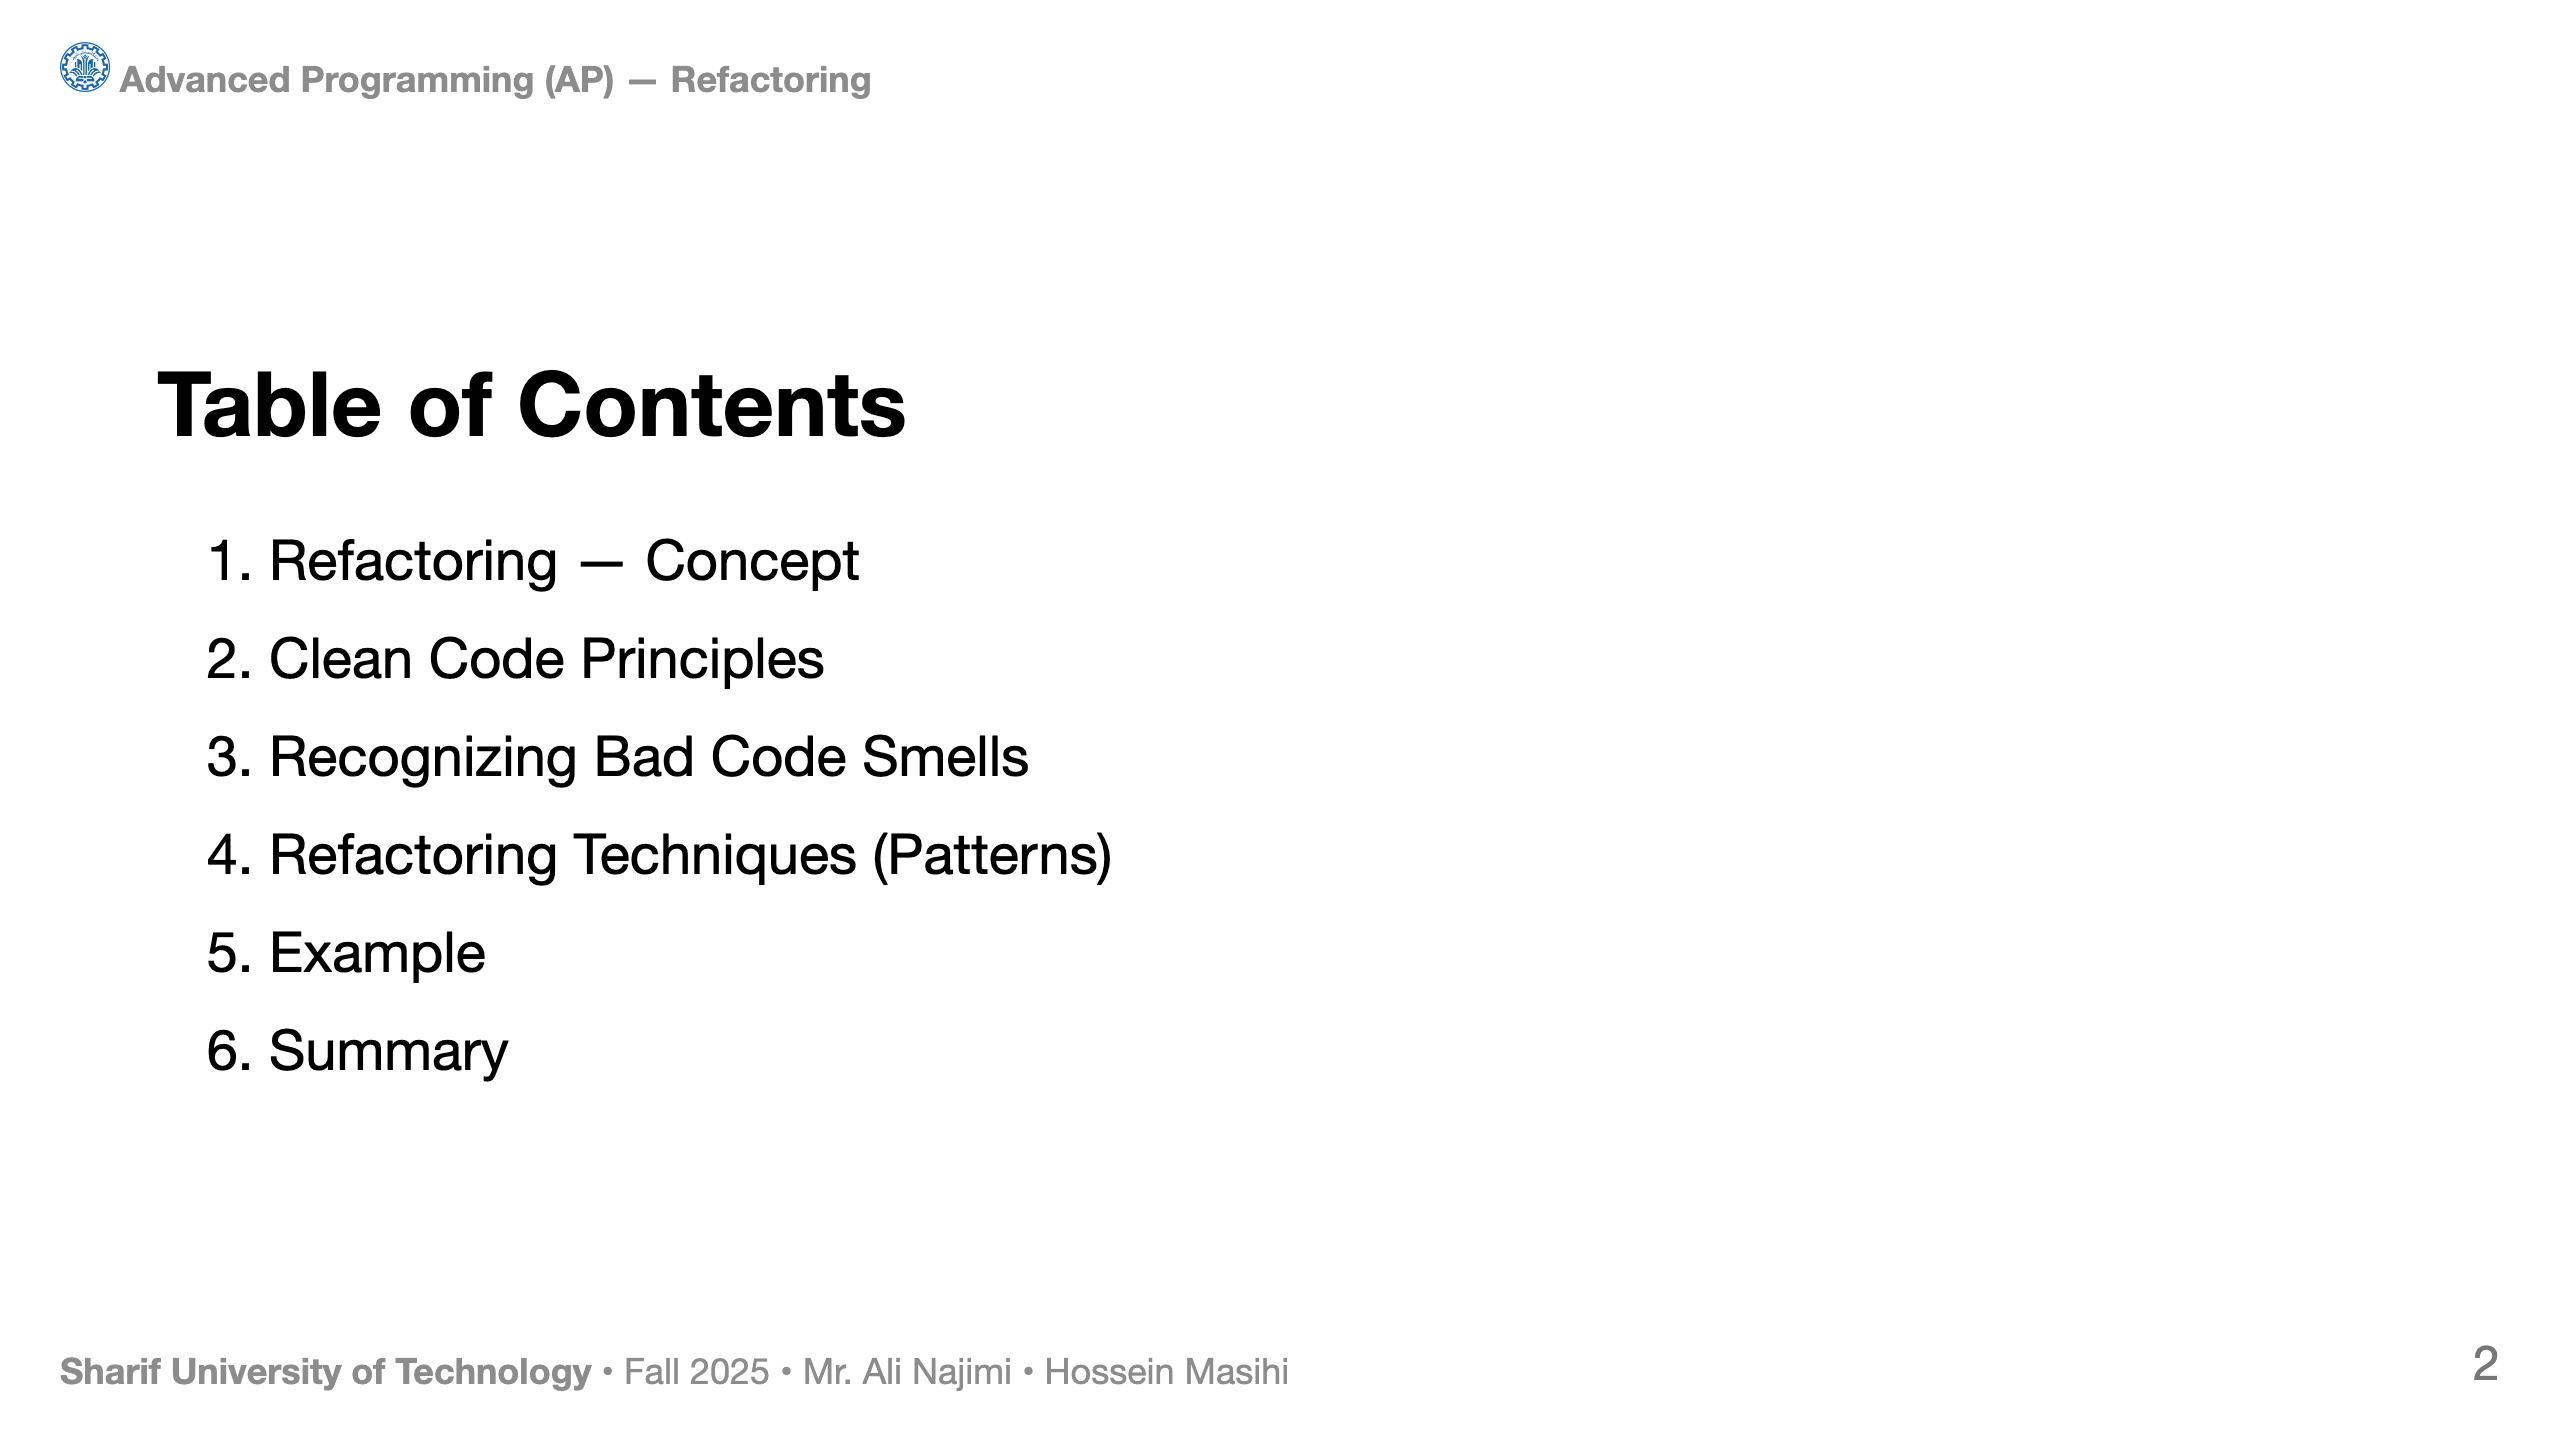 Advanced Programming (AP) — Refactoring
Table of Contents
1. Refactoring — Concept
2. Clean Code Principles
3. Recognizing Bad Code Smells
4. Refactoring Techniques (Patterns)
5. Example
6. Summary
Sharif University of Technology • Fall 2025 • Mr. Ali Najimi • Hossein Masihi
2